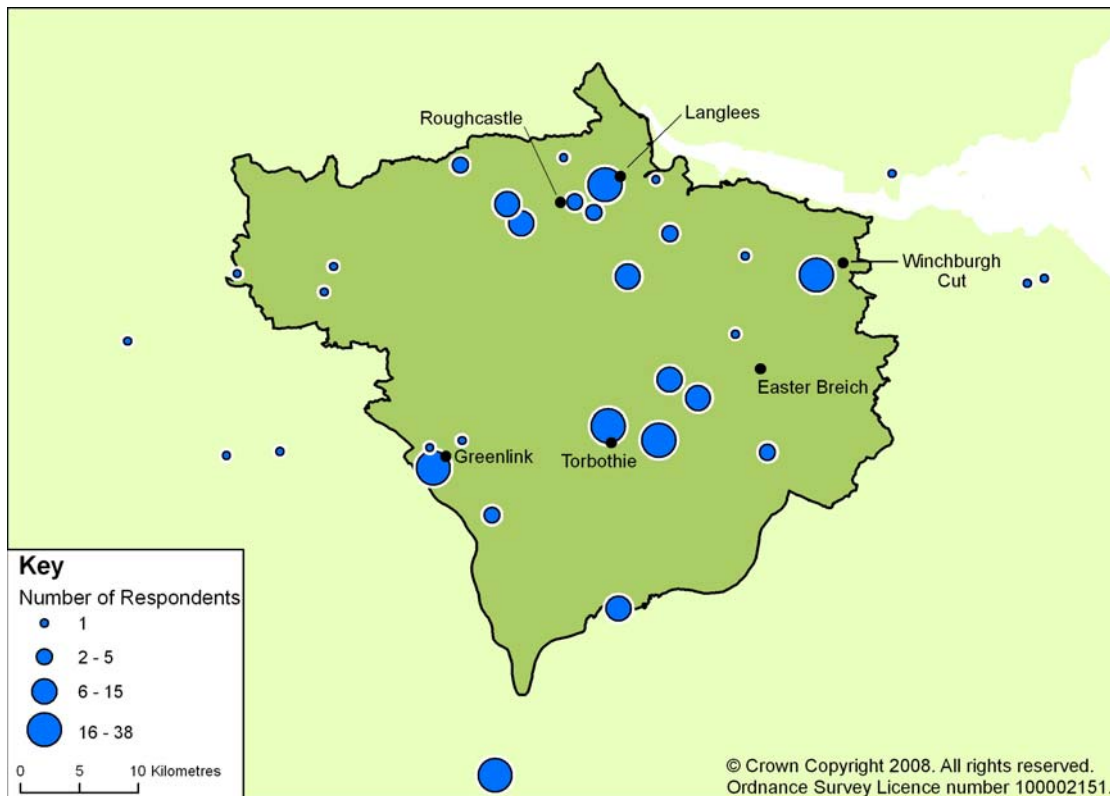 Roughcastle
Langlees
Winchburgh
Cut
Easter Breich
Greenlink
Torbothie
Key
Number of Respondents
1
2 - 5
6 - 15
16 - 38
0 5 10 Kilometres
© Crown Copyright 2008. All rights reserved.
Ordnance Survey Licence number 100002151.